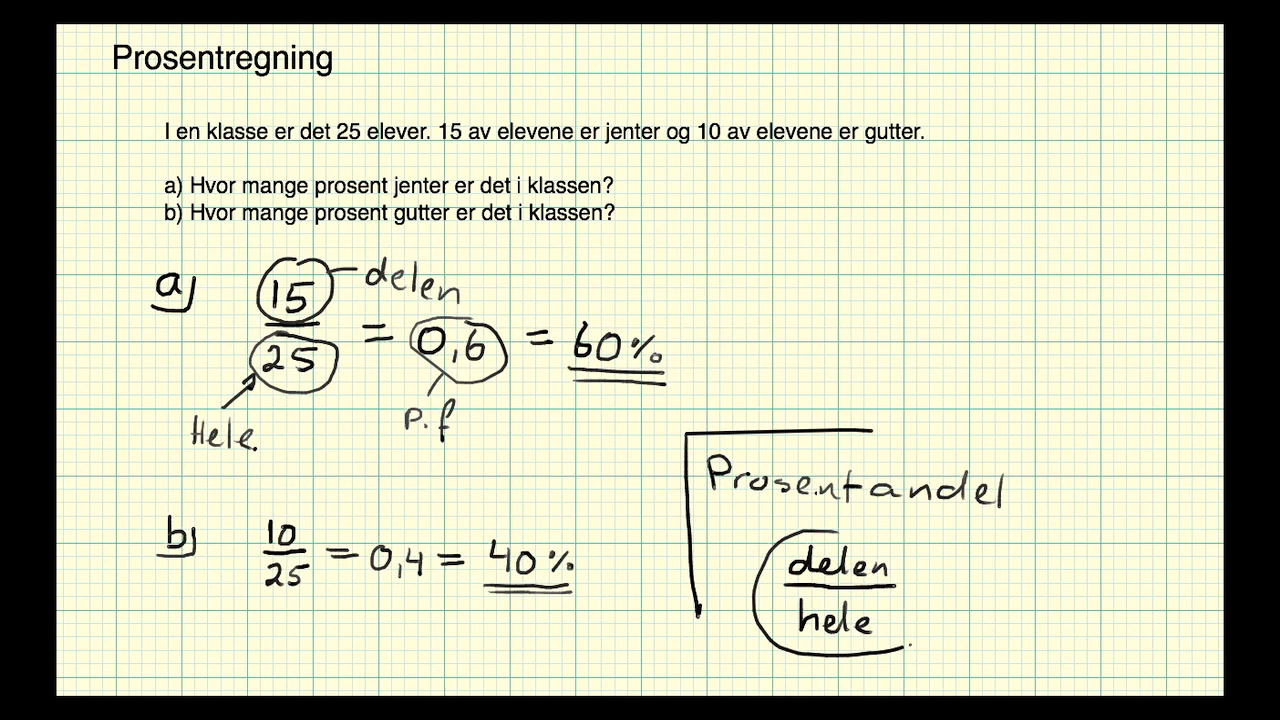 Prosentregning
I en klasse er det 25 elever. 15 av elevene er jenter og 10 av elevene er gutter.
a) Hvor mange prosent jenter er det i klassen?
b) Hvor mange prosent gutter er det i klassen?
a) 15/25 = 0,6 = 60%
delen
Hele.
p.f
b) 10/25 = 0,4 = 40%
Prosentandel
delen
hele